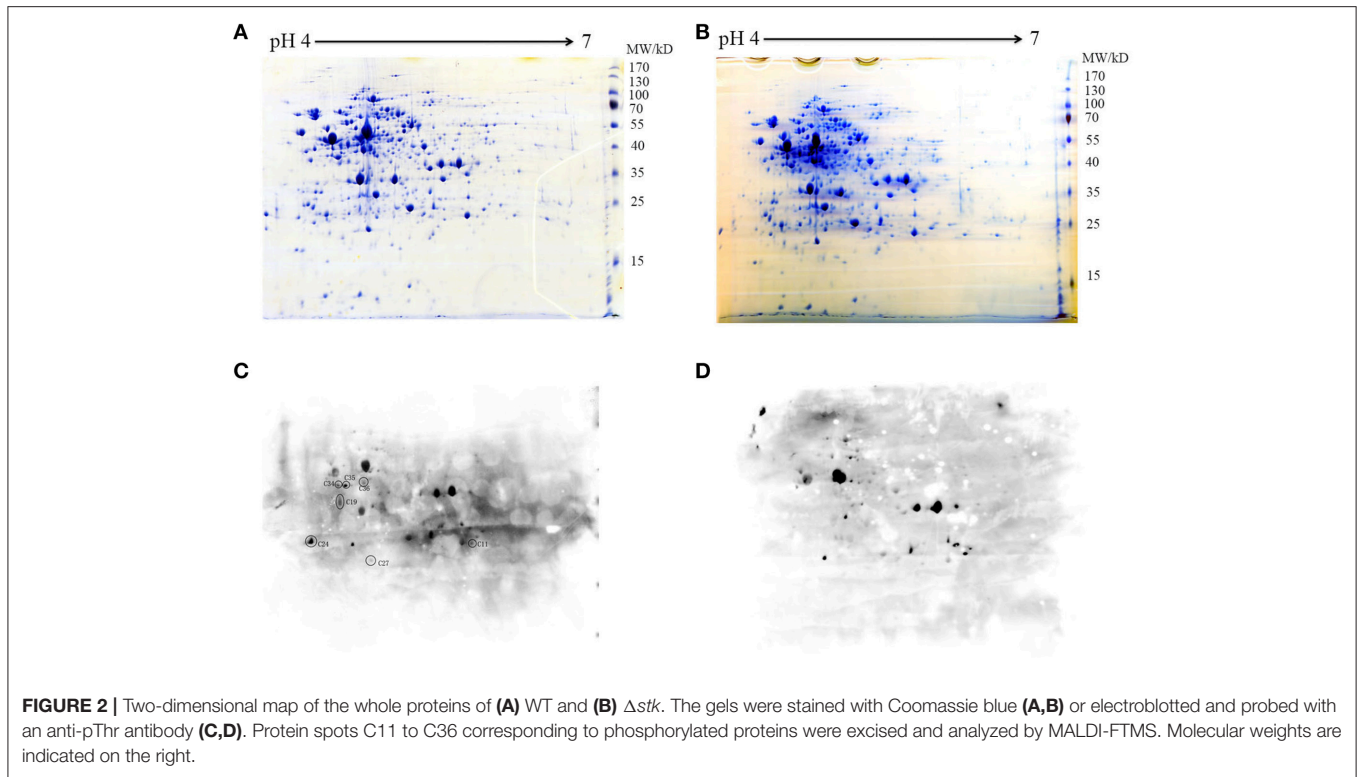 A
pH 4
7
MW/kD
170
130
100
70
55
40
35
25
15
B
pH 4
7
MW/kD
170
130
100
70
55
40
35
25
15
C
C34
C35
C36
C19
C24
C11
C27
D
FIGURE 2 | Two-dimensional map of the whole proteins of (A) WT and (B) Δstk. The gels were stained with Coomassie blue (A,B) or electroblotted and probed with
an anti-pThr antibody (C,D). Protein spots C11 to C36 corresponding to phosphorylated proteins were excised and analyzed by MALDI-FTMS. Molecular weights are
indicated on the right.